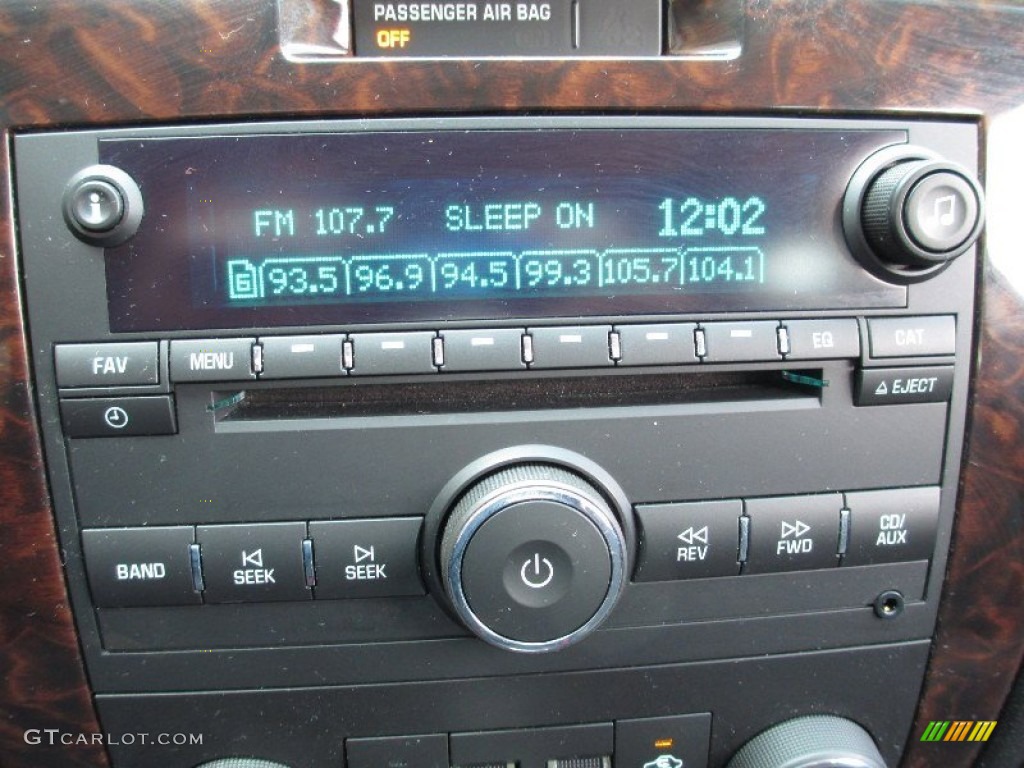 PASSENGER AIR BAG
OFF
FM 107.7 SLEEP ON 12:02
6 93.5 96.9 94.5 99.3 105.7 104.1
i
FAV MENU EQ CAT
EJECT
BAND SEEK SEEK REV FWD CD/
AUX
GTCARLOT.COM